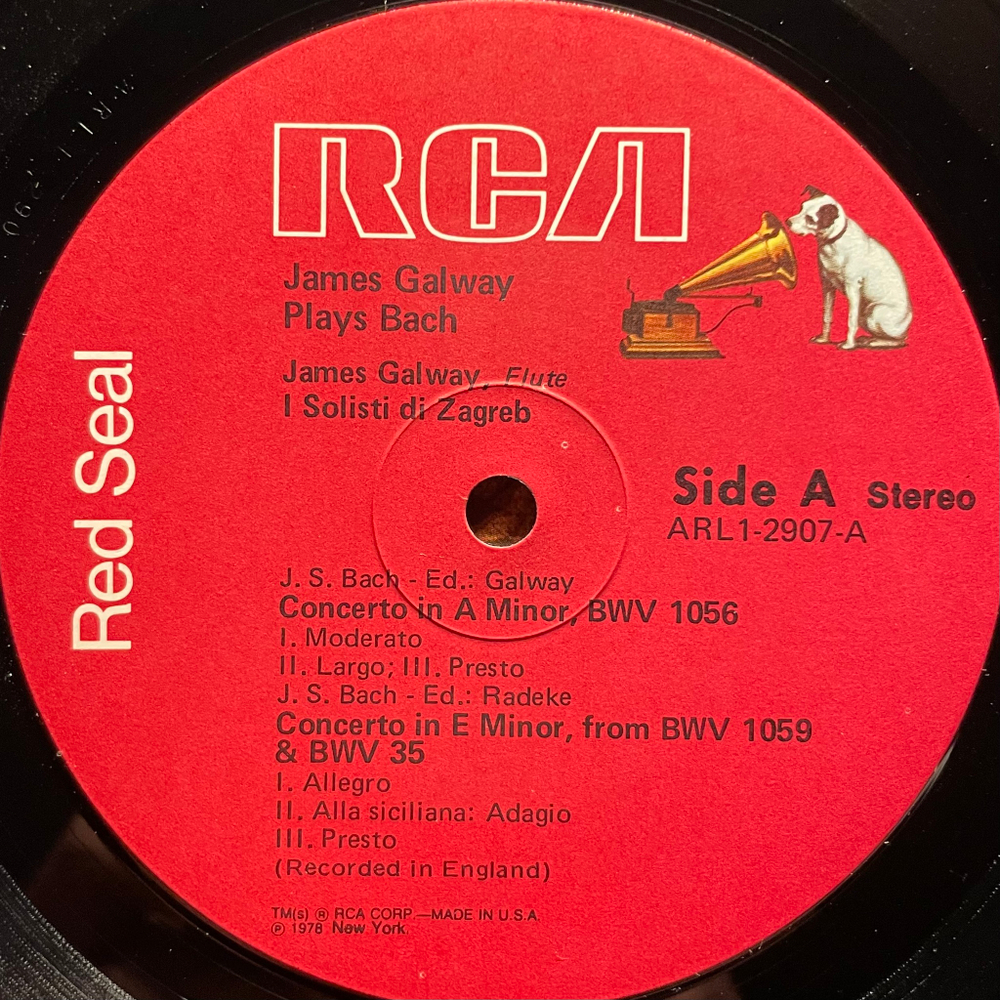 RCA
James Galway
Plays Bach
James Galway, Flute
I Solisti di Zagreb
Red Seal
Side A Stereo
ARL1-2907-A
J. S. Bach - Ed.: Galway
Concerto in A Minor, BWV 1056
I. Moderato
II. Largo; III. Presto
J. S. Bach - Ed.: Radeke
Concerto in E Minor, from BWV 1059
& BWV 35
I. Allegro
II. Alla siciliana: Adagio
III. Presto
(Recorded in England)
TM(s) ® RCA CORP.—MADE IN U.S.A.
℗ 1978 New York